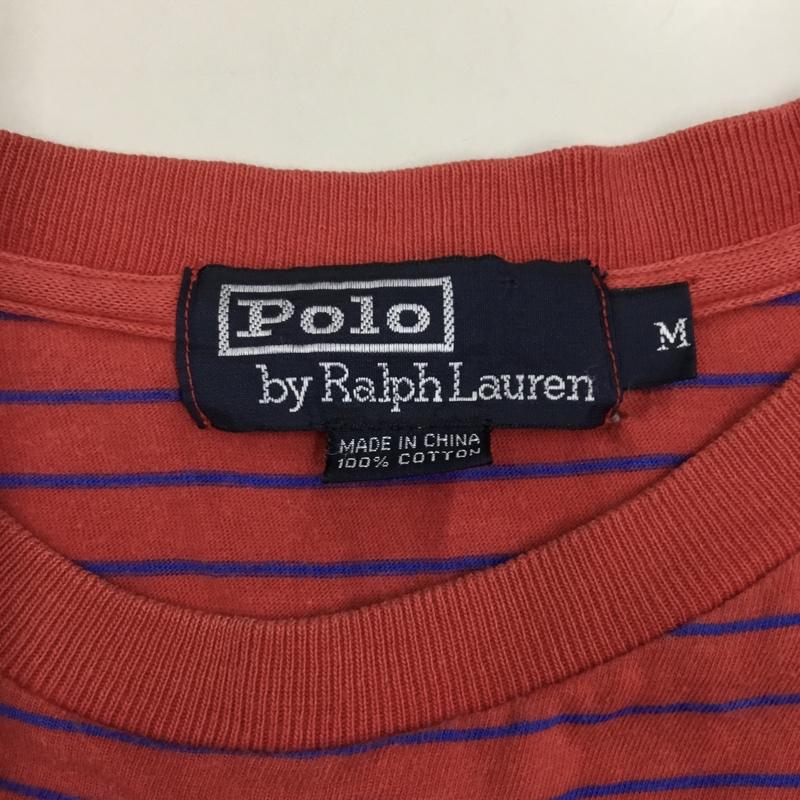 Polo
by Ralph Lauren
M
MADE IN CHINA
100% COTTON